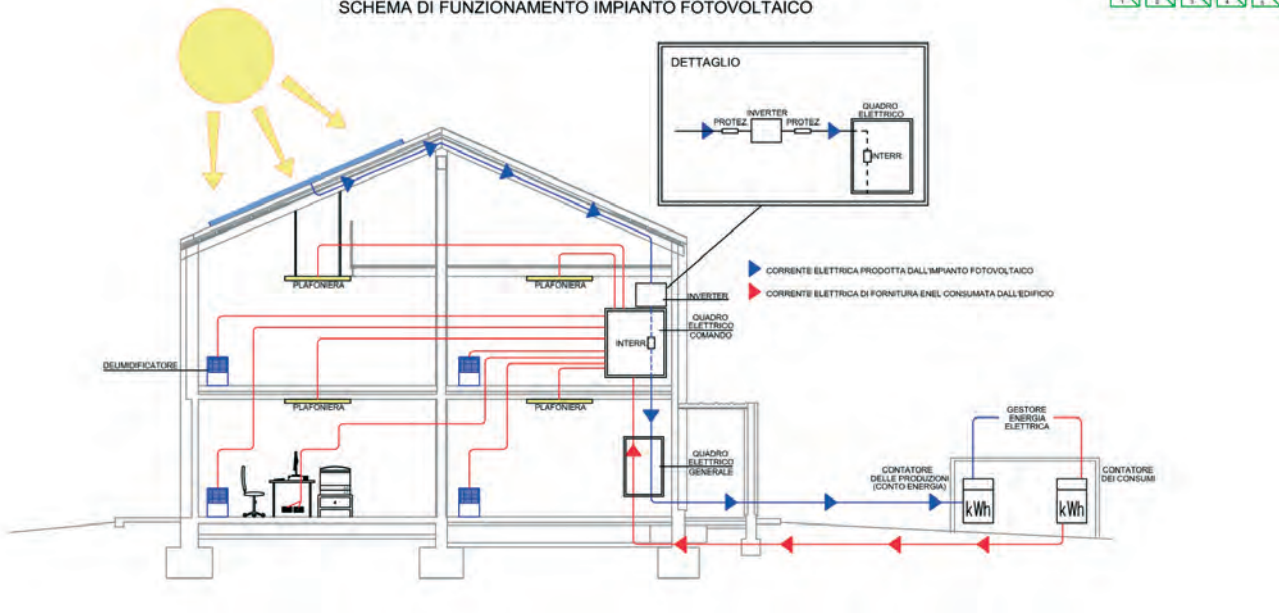 SCHEMA DI FUNZIONAMENTO IMPIANTO FOTOVOLTAICO
DETTAGLIO
PROTEZ.
INVERTER
PROTEZ.
QUADRO
ELETTRICO
INTERR.
CORRENTE ELETTRICA PRODOTTA DALL'IMPIANTO FOTOVOLTAICO
CORRENTE ELETTRICA DI FORNITURA ENEL CONSUMATA DALL'EDIFICIO
PLAFONIERA
PLAFONIERA
INVERTER
QUADRO
ELETTRICO
COMANDO
INTERR.
DEUMIDIFICATORE
PLAFONIERA
PLAFONIERA
QUADRO
ELETTRICO
GENERALE
GESTORE
ENERGIA
ELETTRICA
CONTATORE
DELLE PRODUZIONI
(CONTO ENERGIA)
CONTATORE
DEI CONSUMI
kWh
kWh